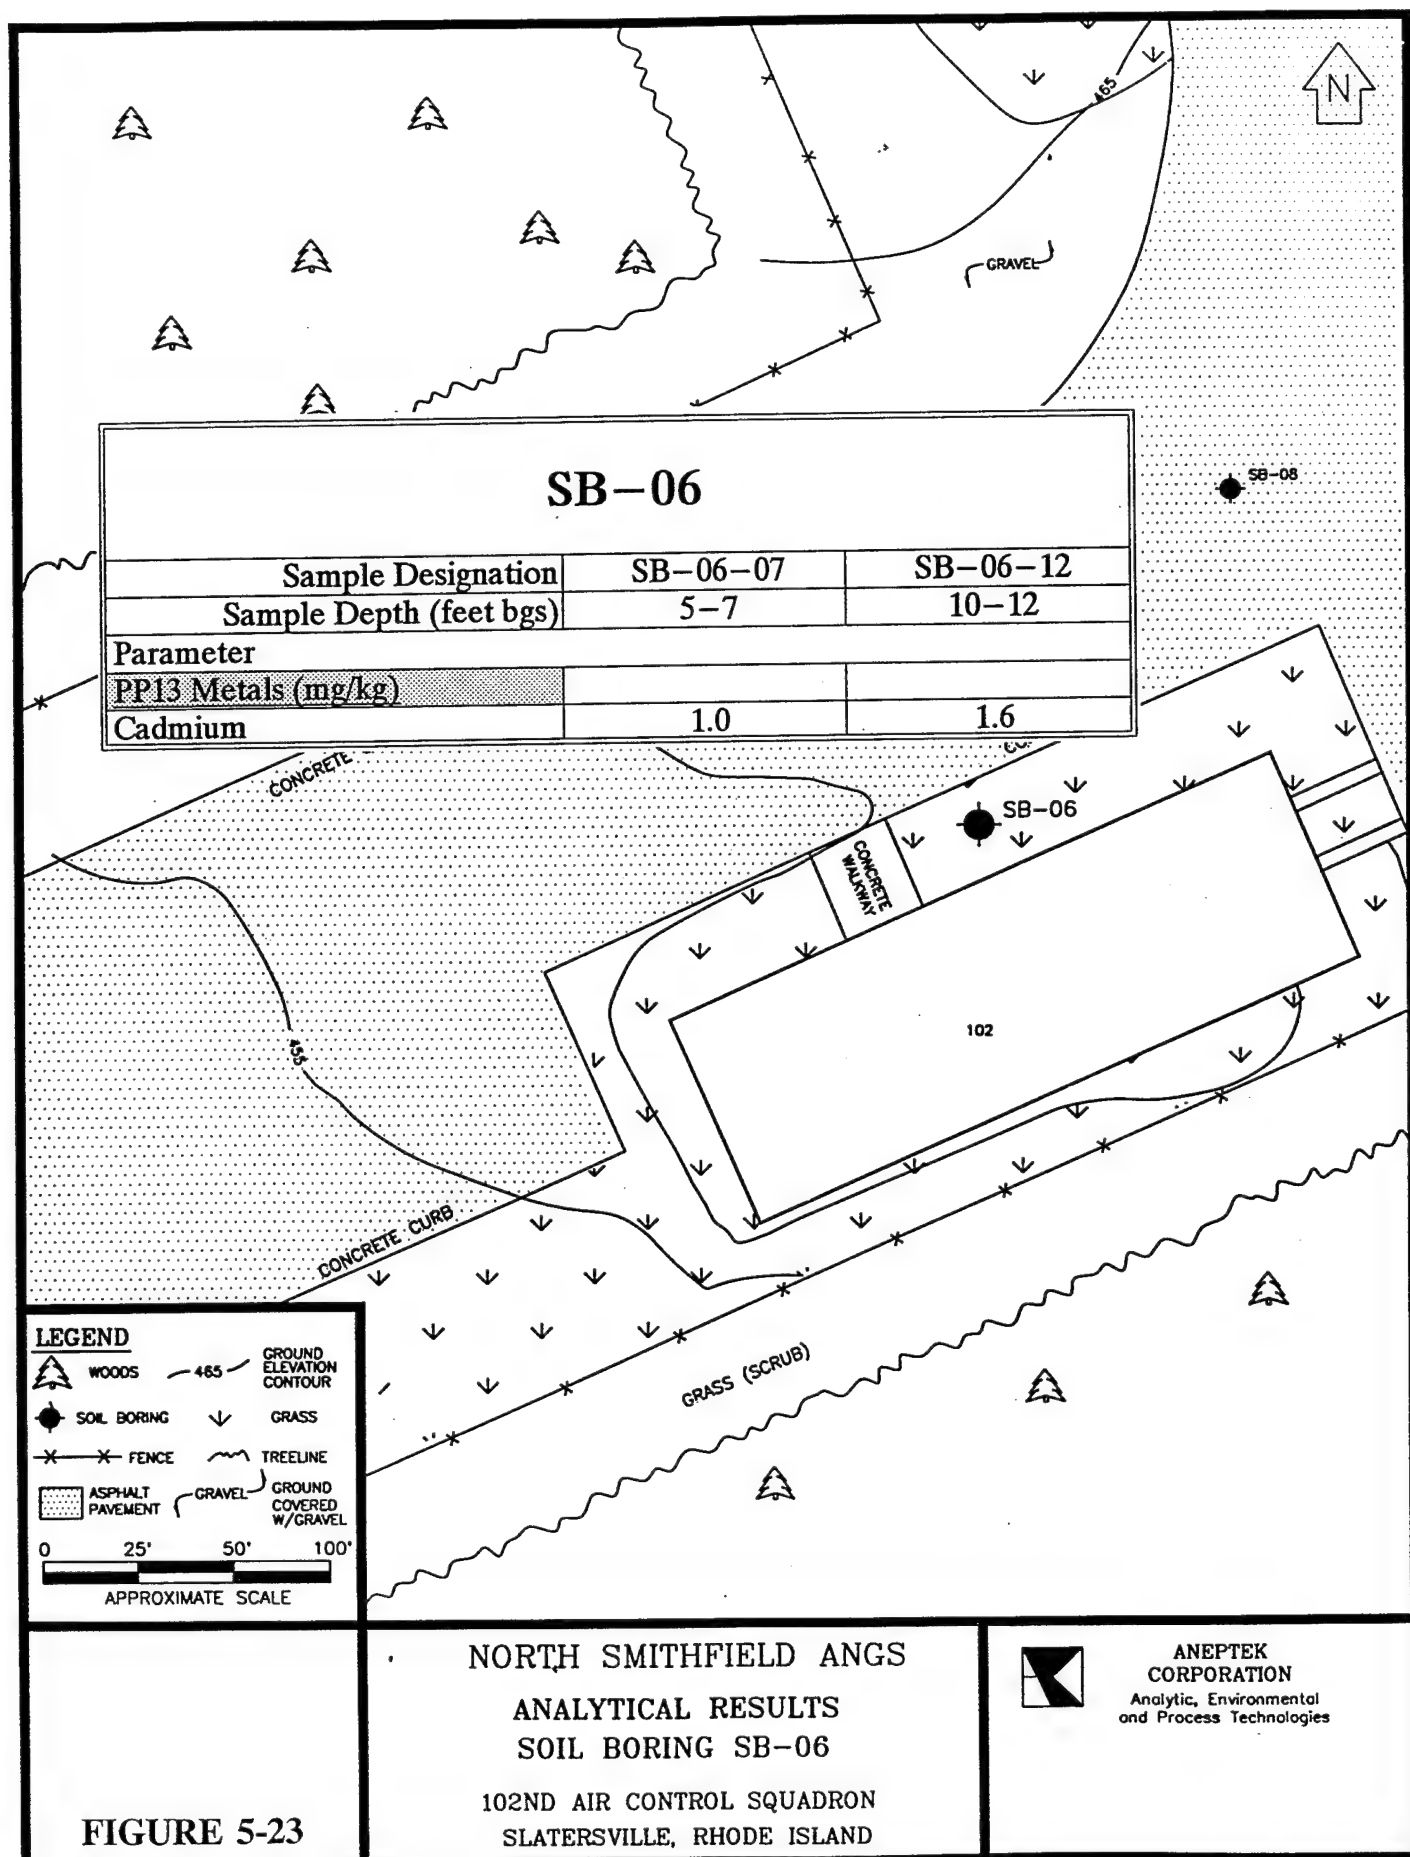 N
465
GRAVEL
SB-08
SB-06
Sample Designation SB-06-07 SB-06-12
Sample Depth (feet bgs) 5-7 10-12
Parameter
PP13 Metals (mg/kg)
Cadmium 1.0 1.6
CONCRETE
SB-06
CONCRETE
WALKWAY
102
455
CONCRETE CURB
GRASS (SCRUB)
LEGEND
WOODS
465
GROUND
ELEVATION
CONTOUR
SOIL BORING
GRASS
FENCE
TREELINE
ASPHALT
PAVEMENT
GRAVEL
GROUND
COVERED
W/GRAVEL
0 25' 50' 100'
APPROXIMATE SCALE
FIGURE 5-23
NORTH SMITHFIELD ANGS
ANALYTICAL RESULTS
SOIL BORING SB-06
102ND AIR CONTROL SQUADRON
SLATERSVILLE, RHODE ISLAND
ANEPTEK
CORPORATION
Analytic, Environmental
and Process Technologies